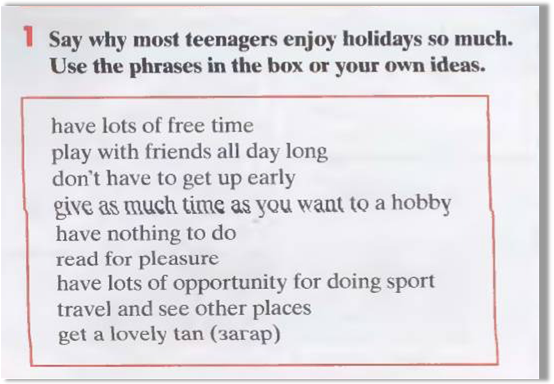 1 Say why most teenagers enjoy holidays so much.
Use the phrases in the box or your own ideas.
have lots of free time
play with friends all day long
don't have to get up early
give as much time as you want to a hobby
have nothing to do
read for pleasure
have lots of opportunity for doing sport
travel and see other places
get a lovely tan (загар)